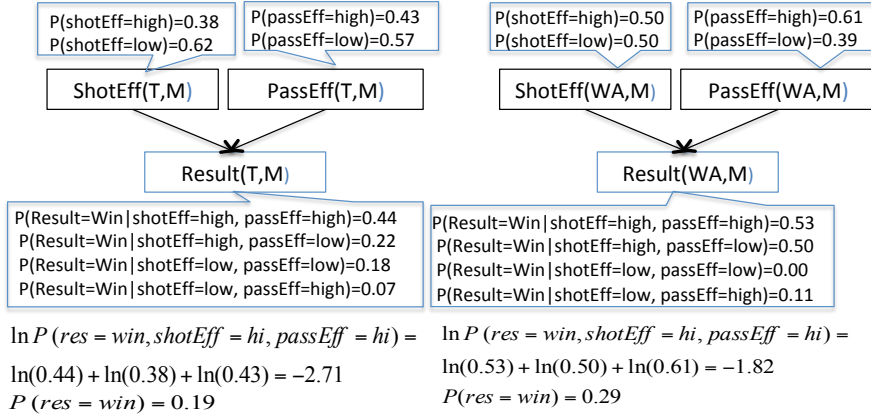 P(shotEff=high)=0.38
P(shotEff=low)=0.62
P(passEff=high)=0.43
P(passEff=low)=0.57
ShotEff(T,M)
PassEff(T,M)
Result(T,M)
P(Result=Win|shotEff=high, passEff=high)=0.44
P(Result=Win|shotEff=high, passEff=low)=0.22
P(Result=Win|shotEff=low, passEff=low)=0.18
P(Result=Win|shotEff=low, passEff=high)=0.07
ln P (res = win, shotEff = hi, passEff = hi) =
ln(0.44) + ln(0.38) + ln(0.43) = −2.71
P (res = win) = 0.19
P(shotEff=high)=0.50
P(shotEff=low)=0.50
P(passEff=high)=0.61
P(passEff=low)=0.39
ShotEff(WA,M)
PassEff(WA,M)
Result(WA,M)
P(Result=Win|shotEff=high, passEff=high)=0.53
P(Result=Win|shotEff=high, passEff=low)=0.50
P(Result=Win|shotEff=low, passEff=low)=0.00
P(Result=Win|shotEff=low, passEff=high)=0.11
ln P (res = win, shotEff = hi, passEff = hi) =
ln(0.53) + ln(0.50) + ln(0.61) = −1.82
P(res = win) = 0.29